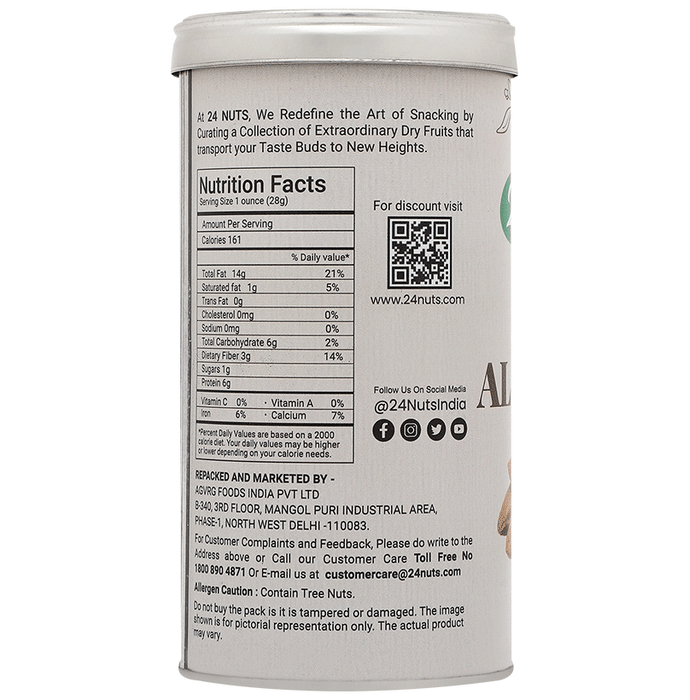 At 24 NUTS, We Redefine the Art of Snacking by
Curating a Collection of Extraordinary Dry Fruits that
transport your Taste Buds to New Heights.
Nutrition Facts
Serving Size 1 ounce (28g)
Amount Per Serving
Calories 161
% Daily value*
Total Fat 14g 21%
Saturated fat 1g 5%
Trans Fat 0g
Cholesterol 0mg 0%
Sodium 0mg 0%
Total Carbohydrate 6g 2%
Dietary Fiber 3g 14%
Sugars 1g
Protein 6g
Vitamin C 0% · Vitamin A 0%
Iron 6% · Calcium 7%
*Percent Daily Values are based on a 2000
calorie diet. Your daily values may be higher
or lower depending on your calorie needs.
For discount visit
www.24nuts.com
Follow Us On Social Media
@24NutsIndia
AL
REPACKED AND MARKETED BY -
AGVRG FOODS INDIA PVT LTD
B-340, 3RD FLOOR, MANGOL PURI INDUSTRIAL AREA,
PHASE-1, NORTH WEST DELHI -110083.
For Customer Complaints and Feedback, Please do write to the
Address above or Call our Customer Care Toll Free No
1800 890 4871 Or E-mail us at customercare@24nuts.com
Allergen Caution : Contain Tree Nuts.
Do not buy the pack is it is tampered or damaged. The image
shown is for pictorial representation only. The actual product
may vary.